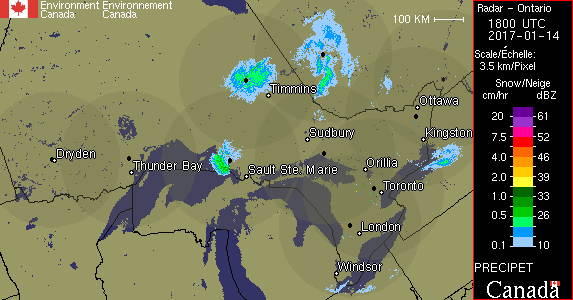 Environment Environnement
Canada Canada
100 KM
Timmins
Ottawa
Sudbury
Kingston
Dryden
Thunder Bay
Sault Ste. Marie
Orillia
Toronto
London
Windsor
Radar - Ontario
1800 UTC
2017-01-14
Scale/Échelle:
3.5 km/Pixel
Snow/Neige
cm/hr dBZ
20 61
7.5 52
4.0 46
2.0 39
1.0 33
0.5 26
0.1 10
PRECIPET
Canada